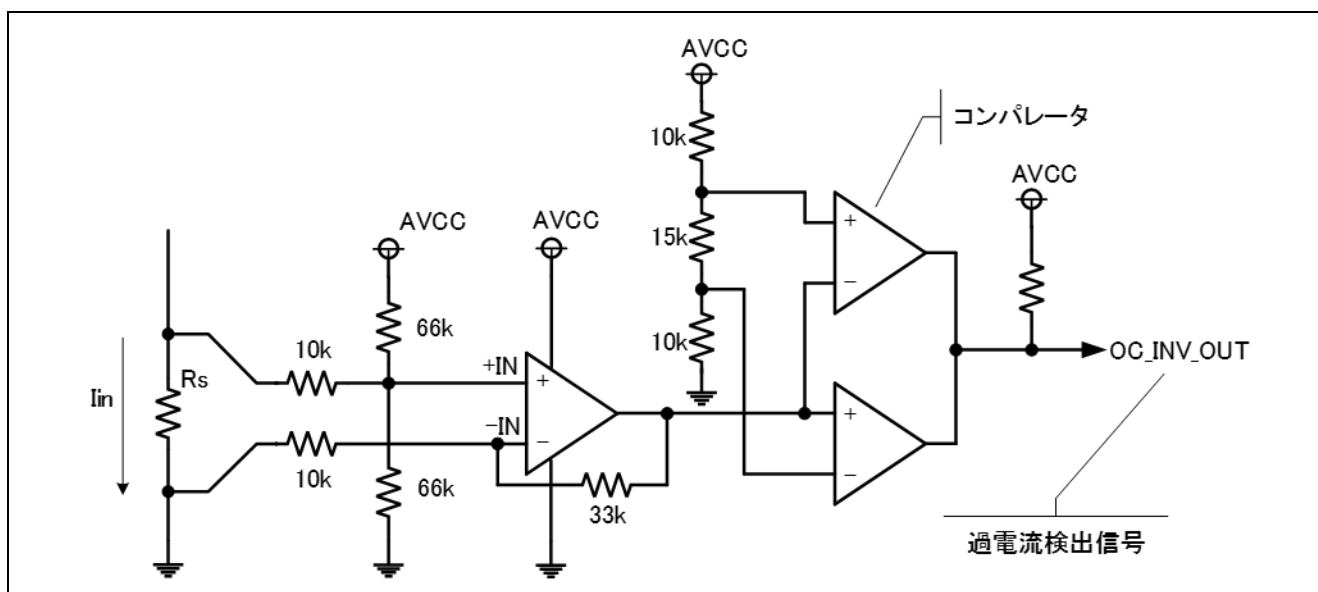 AVCC
コンパレータ
10k
AVCC
AVCC
AVCC
+
15k
−
66k
10k
10k
+IN
+
OC_INV_OUT
Rs
Iin
−IN
−
+
10k
66k
−
33k
過電流検出信号